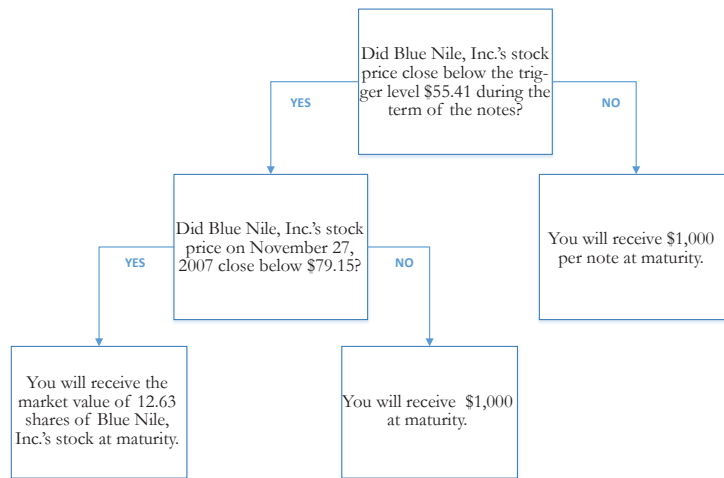 Did Blue Nile, Inc.'s stock
price close below the trig-
ger level $55.41 during the
term of the notes?
YES
NO
Did Blue Nile, Inc.'s stock
price on November 27,
2007 close below $79.15?
You will receive $1,000
per note at maturity.
YES
NO
You will receive the
market value of 12.63
shares of Blue Nile,
Inc.'s stock at maturity.
You will receive  $1,000
at maturity.